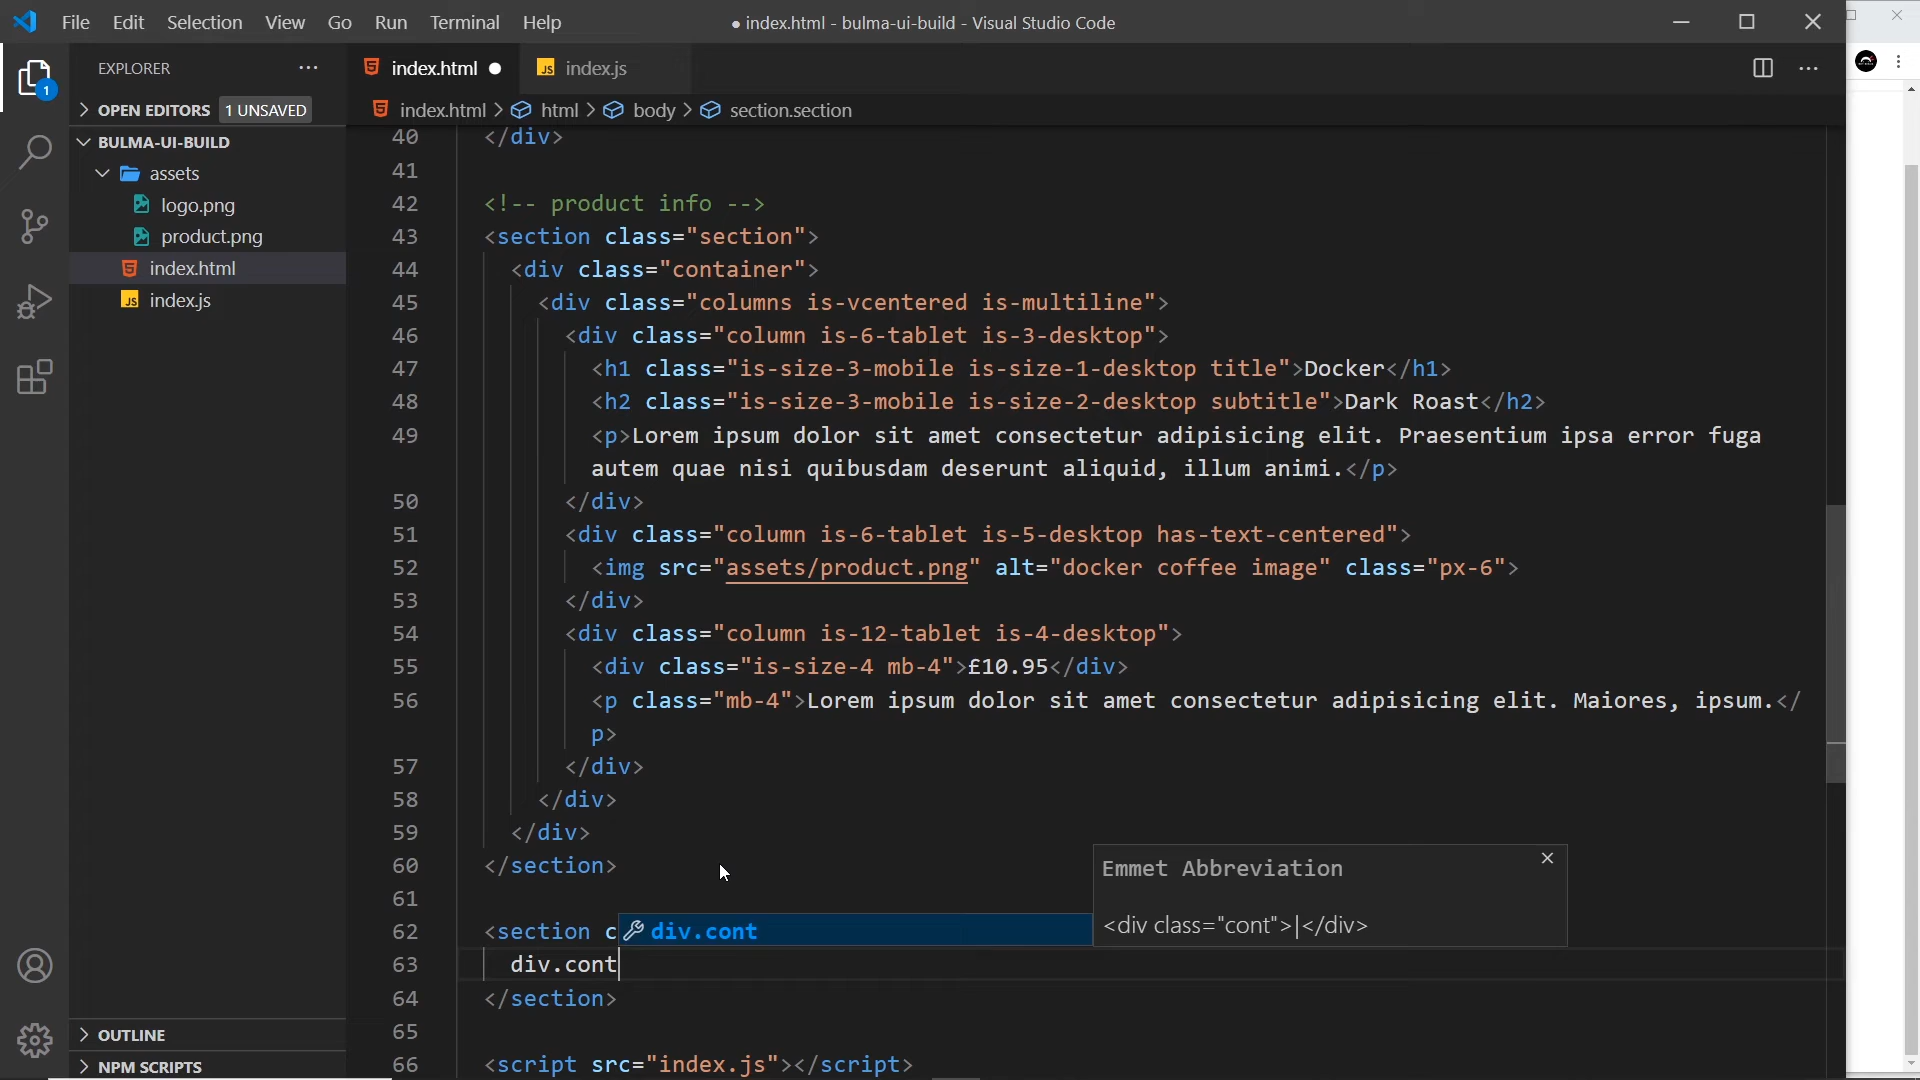 File Edit Selection View Go Run Terminal Help
● index.html - bulma-ui-build - Visual Studio Code
EXPLORER
1
OPEN EDITORS 1 UNSAVED
BULMA-UI-BUILD
assets
logo.png
product.png
index.html
JS index.js
OUTLINE
NPM SCRIPTS
index.html ● JS index.js
index.html > html > body > section.section
40 </div>
41
42 <!-- product info -->
43 <section class="section">
44 <div class="container">
45 <div class="columns is-vcentered is-multiline">
46 <div class="column is-6-tablet is-3-desktop">
47 <h1 class="is-size-3-mobile is-size-1-desktop title">Docker</h1>
48 <h2 class="is-size-3-mobile is-size-2-desktop subtitle">Dark Roast</h2>
49 <p>Lorem ipsum dolor sit amet consectetur adipisicing elit. Praesentium ipsa error fuga
autem quae nisi quibusdam deserunt aliquid, illum animi.</p>
50 </div>
51 <div class="column is-6-tablet is-5-desktop has-text-centered">
52 <img src="assets/product.png" alt="docker coffee image" class="px-6">
53 </div>
54 <div class="column is-12-tablet is-4-desktop">
55 <div class="is-size-4 mb-4">£10.95</div>
56 <p class="mb-4">Lorem ipsum dolor sit amet consectetur adipisicing elit. Maiores, ipsum.</
p>
57 </div>
58 </div>
59 </div>
60 </section>
61
62 <section c
63 div.cont
64 </section>
65
66 <script src="index.js"></script>
div.cont
Emmet Abbreviation
<div class="cont">|</div>